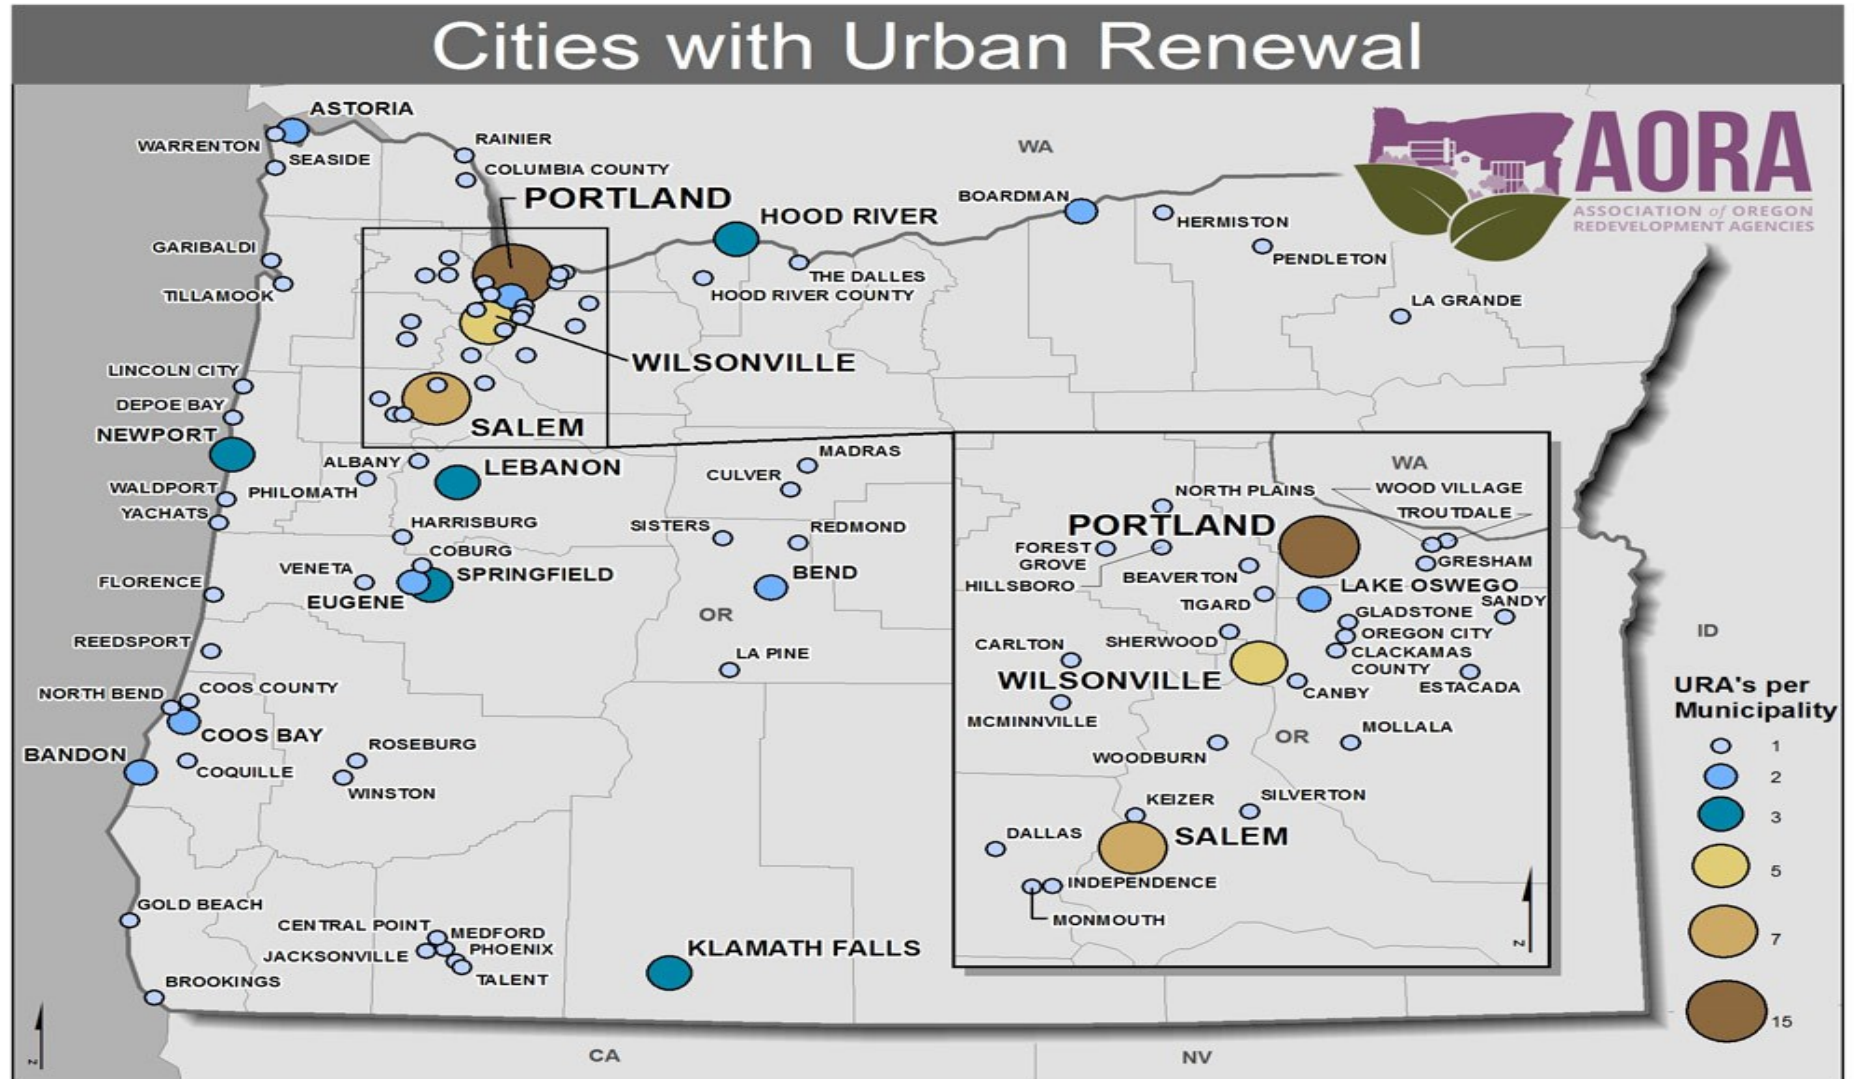 Cities with Urban Renewal
ASTORIA
WARRENTON
SEASIDE
RAINIER
COLUMBIA COUNTY
PORTLAND
WA
BOARDMAN
HOOD RIVER
HERMISTON
PENDLETON
AORA
ASSOCIATION of OREGON
REDEVELOPMENT AGENCIES
GARIBALDI
TILLAMOOK
THE DALLES
HOOD RIVER COUNTY
LA GRANDE
WILSONVILLE
LINCOLN CITY
DEPOE BAY
NEWPORT
SALEM
ALBANY
LEBANON
MADRAS
CULVER
WALDPORT
PHILOMATH
YACHATS
HARRISBURG
SISTERS
REDMOND
COBURG
VENETA
SPRINGFIELD
BEND
FLORENCE
EUGENE
OR
REEDSPORT
LA PINE
NORTH BEND
COOS COUNTY
COOS BAY
BANDON
ROSEBURG
COQUILLE
WINSTON
GOLD BEACH
CENTRAL POINT
MEDFORD
JACKSONVILLE
PHOENIX
TALENT
KLAMATH FALLS
BROOKINGS
CA
NV
ID
N
WA
NORTH PLAINS
WOOD VILLAGE
TROUTDALE
PORTLAND
FOREST
GROVE
GRESHAM
HILLSBORO
BEAVERTON
LAKE OSWEGO
TIGARD
SANDY
GLADSTONE
OREGON CITY
SHERWOOD
CARLTON
CLACKAMAS
COUNTY
WILSONVILLE
ESTACADA
CANBY
MCMINNVILLE
MOLLALA
OR
WOODBURN
KEIZER
SILVERTON
DALLAS
SALEM
INDEPENDENCE
MONMOUTH
N
URA's per
Municipality
1
2
3
5
7
15